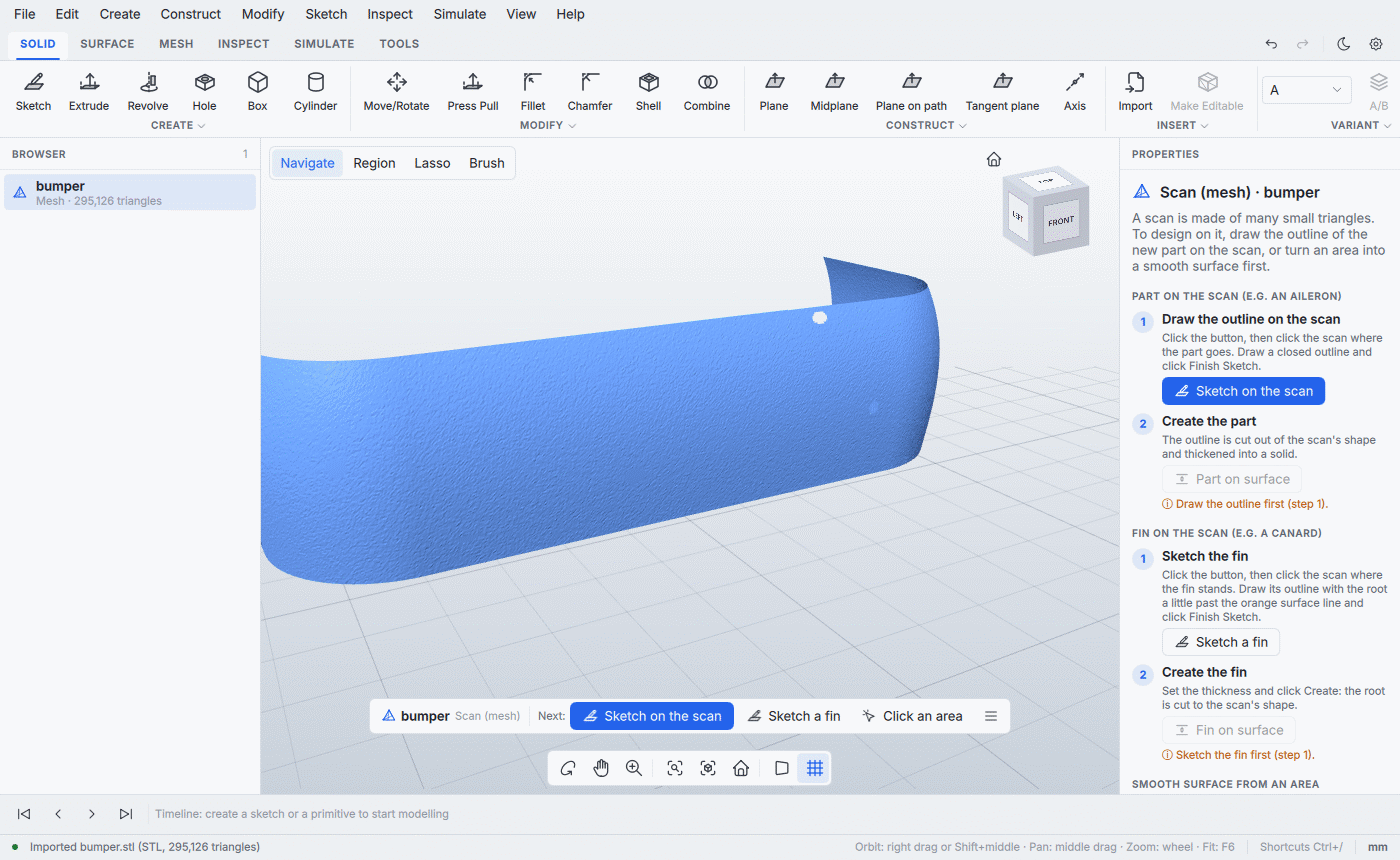 File Edit Create Construct Modify Sketch Inspect Simulate View Help
SOLID SURFACE MESH INSPECT SIMULATE TOOLS
Sketch Extrude Revolve Hole Box Cylinder Move/Rotate Press Pull Fillet Chamfer Shell Combine Plane Midplane Plane on path Tangent plane Axis Import Make Editable A A/B
CREATE MODIFY CONSTRUCT INSERT VARIANT
BROWSER 1
bumper
Mesh · 295,126 triangles
Navigate Region Lasso Brush
TOP
LEFT
FRONT
bumper Scan (mesh) Next: Sketch on the scan Sketch a fin Click an area
PROPERTIES
Scan (mesh) · bumper
A scan is made of many small triangles.
To design on it, draw the outline of the
new part on the scan, or turn an area into
a smooth surface first.
PART ON THE SCAN (E.G. AN AILERON)
1 Draw the outline on the scan
Click the button, then click the scan where
the part goes. Draw a closed outline and
click Finish Sketch.
Sketch on the scan
2 Create the part
The outline is cut out of the scan's shape
and thickened into a solid.
Part on surface
Draw the outline first (step 1).
FIN ON THE SCAN (E.G. A CANARD)
1 Sketch the fin
Click the button, then click the scan where
the fin stands. Draw its outline with the root
a little past the orange surface line and
click Finish Sketch.
Sketch a fin
2 Create the fin
Set the thickness and click Create: the root
is cut to the scan's shape.
Fin on surface
Sketch the fin first (step 1).
SMOOTH SURFACE FROM AN AREA
Timeline: create a sketch or a primitive to start modelling
Imported bumper.stl (STL, 295,126 triangles) Orbit: right drag or Shift+middle · Pan: middle drag · Zoom: wheel · Fit: F6 Shortcuts Ctrl+/ mm